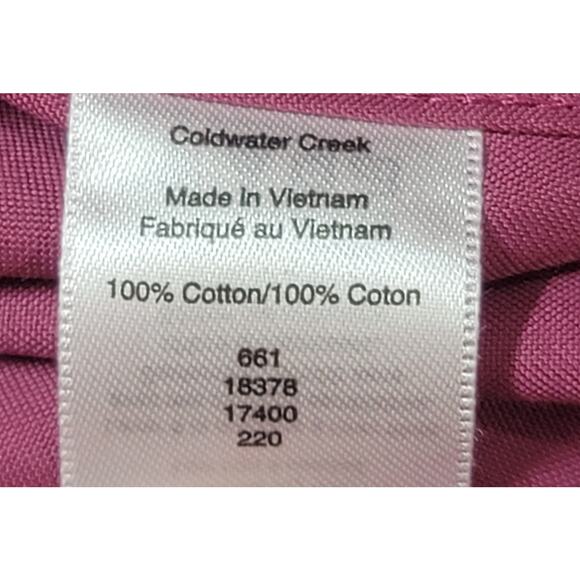 Coldwater Creek
Made in Vietnam
Fabriqué au Vietnam
100% Cotton/100% Coton
661
18378
17400
220